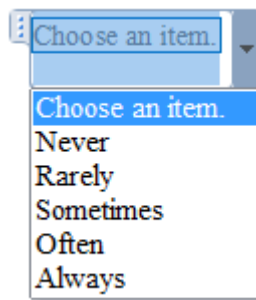 Choose an item.
Choose an item.
Never
Rarely
Sometimes
Often
Always